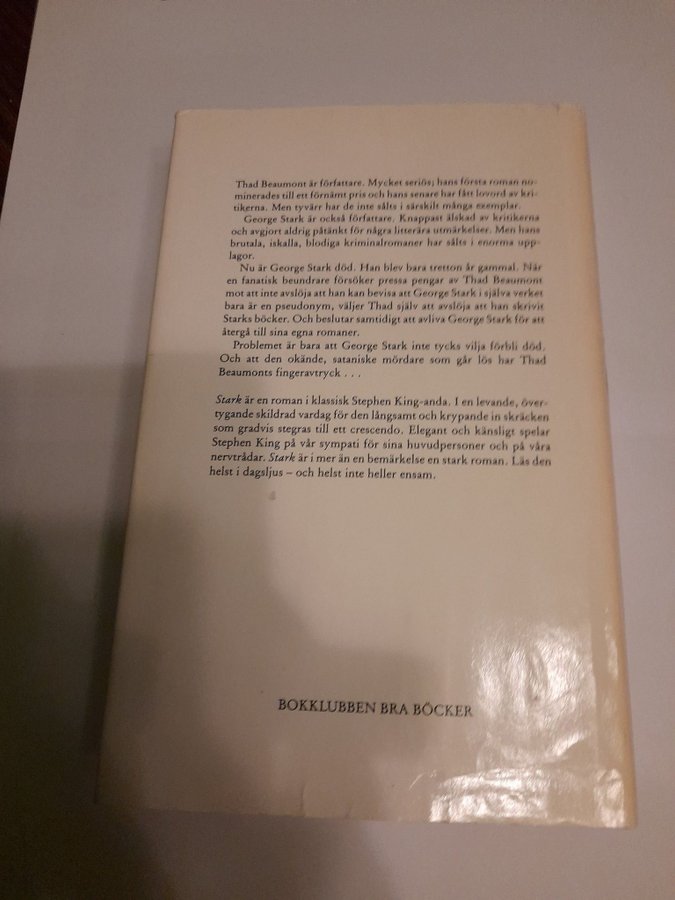 Thad Beaumont är författare. Mycket seriös; hans första roman no-
minerades till ett förnämt pris och hans senare har fått lovord av kri-
tikerna. Men tyvärr har de inte sålts i särskilt många exemplar.
George Stark är också författare. Knappast älskad av kritikerna
och avgjort aldrig påtänkt för några litterära utmärkelser. Men hans
brutala, iskalla, blodiga kriminalromaner har sålts i enorma upp-
lagor.
Nu är George Stark död. Han blev bara tretton år gammal. När
en fanatisk beundrare försöker pressa pengar av Thad Beaumont
mot att inte avslöja att han kan bevisa att George Stark i själva verket
bara är en pseudonym, väljer Thad själv att avslöja att han skrivit
Starks böcker. Och beslutar samtidigt att avliva George Stark för att
återgå till sina egna romaner.
Problemet är bara att George Stark inte tycks vilja förbli död.
Och att den okände, sataniske mördare som går lös har Thad
Beaumonts fingeravtryck . . .
Stark är en roman i klassisk Stephen King-anda. I en levande, över-
tygande skildrad vardag för den långsamt och krypande in skräcken
som gradvis stegras till ett crescendo. Elegant och känsligt spelar
Stephen King på vår sympati för sina huvudpersoner och på våra
nervtrådar. Stark är i mer än en bemärkelse en stark roman. Läs den
helst i dagsljus – och helst inte heller ensam.
BOKKLUBBEN BRA BÖCKER